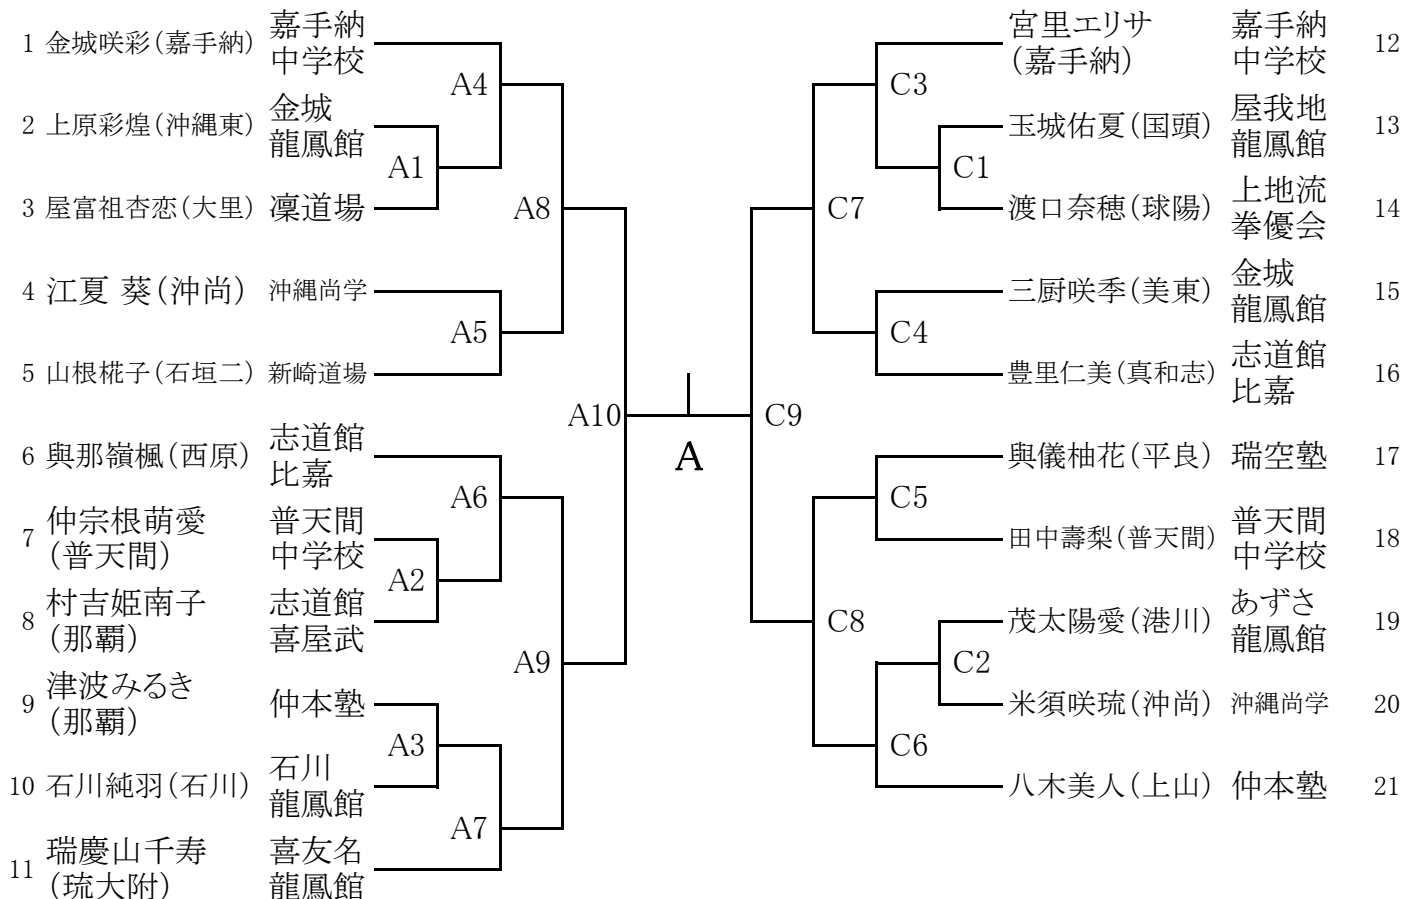 1 金城咲彩（嘉手納） 嘉手納
中学校
2 上原彩煌（沖縄東） 金城
龍鳳館
3 屋富祖杏恋（大里） 凜道場
4 江夏 葵（沖尚） 沖縄尚学
5 山根椛子（石垣二） 新崎道場
6 與那嶺楓（西原） 志道館
比嘉
7 仲宗根萌愛
（普天間）
普天間
中学校
8 村吉姫南子
（那覇）
志道館
喜屋武
9 津波みるき
（那覇）
仲本塾
10 石川純羽（石川） 石川
龍鳳館
11 瑞慶山千寿
（琉大附）
喜友名
龍鳳館
A4
A1
A8
A5
A10
A6
A2
A9
A3
A7
A
C3
C1
C7
C4
C9
C5
C8
C2
C6
宮里エリサ
（嘉手納）
嘉手納
中学校
12
玉城佑夏（国頭） 屋我地
龍鳳館
13
渡口奈穂（球陽） 上地流
拳優会
14
三厨咲季（美東） 金城
龍鳳館
15
豊里仁美（真和志） 志道館
比嘉
16
與儀柚花（平良） 瑞空塾 17
田中壽梨（普天間） 普天間
中学校
18
茂太陽愛（港川） あずさ
龍鳳館
19
米須咲琉（沖尚） 沖縄尚学 20
八木美人（上山） 仲本塾 21